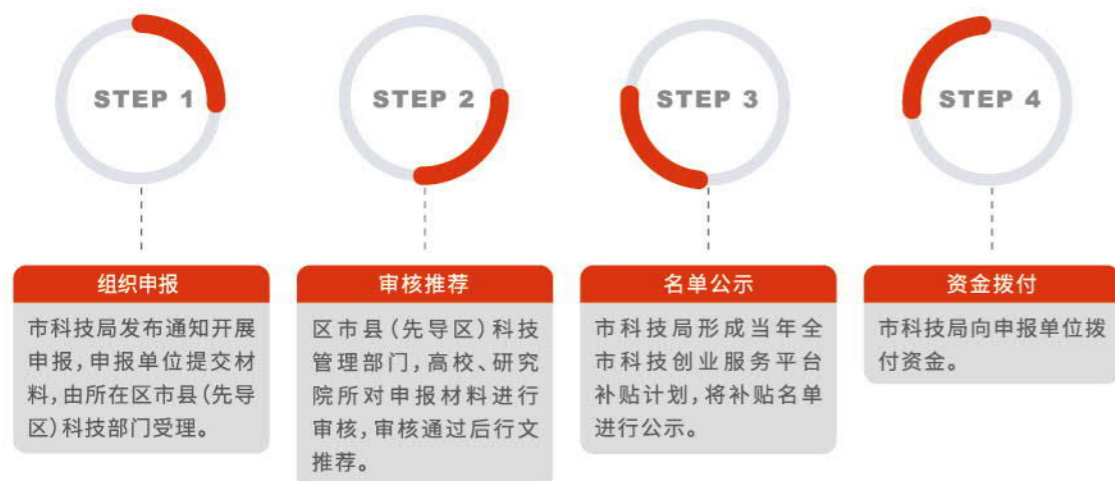 STEP 1
STEP 2
STEP 3
STEP 4
组织申报
市科技局发布通知开展
申报，申报单位提交材
料，由所在区市县（先导
区）科技部门受理。
审核推荐
区市县（先导区）科技
管理部门，高校、研究
院所对申报材料进行
审核，审核通过后行文
推荐。
名单公示
市科技局形成当年全
市科技创业服务平台
补贴计划，将补贴名单
进行公示。
资金拨付
市科技局向申报单位拨
付资金。